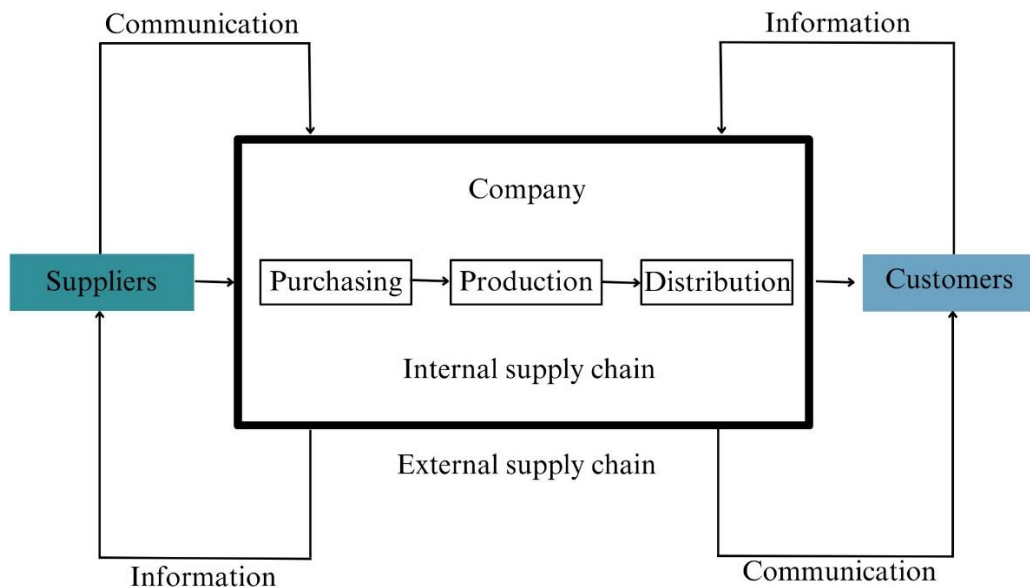 Communication
Information
Company
Suppliers
Purchasing
Production
Distribution
Customers
Internal supply chain
External supply chain
Information
Communication